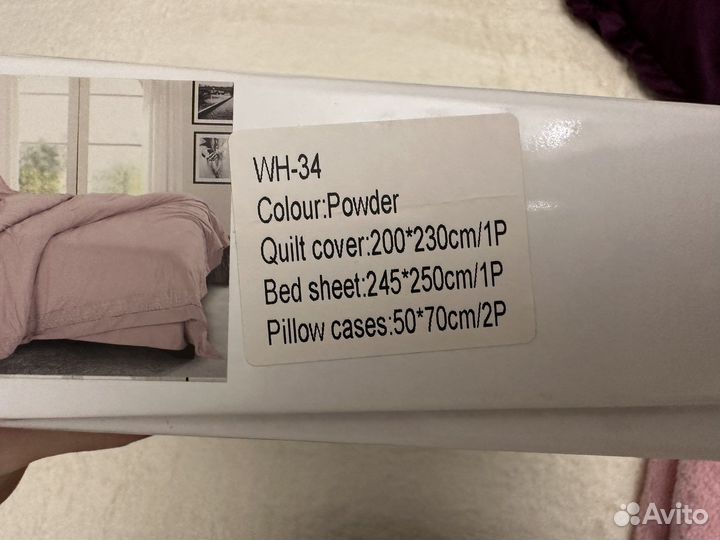 WH-34
Colour:Powder
Quilt cover:200*230cm/1P
Bed sheet:245*250cm/1P
Pillow cases:50*70cm/2P
Avito